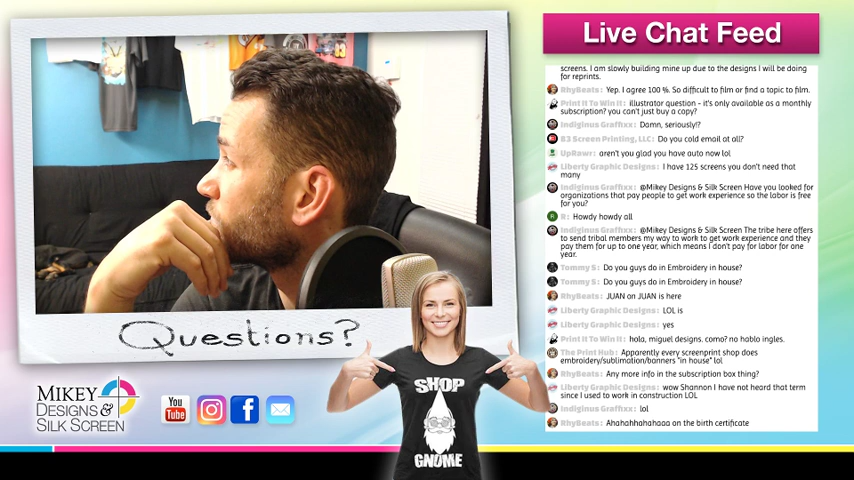 Live Chat Feed
screens. I am slowly building mine up due to the designs I will be doing
for reprints.
RhyBeats: Yep. I agree 100 %. So difficult to film or find a topic to film.
Print It To Win It: illustrator question - it's only available as a monthly
subscription? you can't just buy a copy?
Indiginus Graffixx: Damn, seriously!?
B3 Screen Printing, LLC: Do you cold email at all?
UpRawr: aren't you glad you have auto now lol
Liberty Graphic Designs: I have 125 screens you don't need that
many
Indiginus Graffixx: @Mikey Designs & Silk Screen Have you looked for
organizations that pay people to get work experience so the labor is free
for you?
R: Howdy howdy all
Indiginus Graffixx: @Mikey Designs & Silk Screen The tribe here offers
to send tribal members my way to work to get work experience and they
pay them for up to one year, which means I don't pay for labor for one
year.
Tommy S: Do you guys do in Embroidery in house?
Tommy S: Do you guys do in Embroidery in house?
RhyBeats: JUAN on JUAN is here
Liberty Graphic Designs: LOL is
Liberty Graphic Designs: yes
Print It To Win It: hola, miguel designs. como? no hablo ingles.
The Print Hub: Apparently every screenprint shop does
embroidery/sublimation/banners "in house" lol
RhyBeats: Any more info in the subscription box thing?
Liberty Graphic Designs: wow Shannon I have not heard that term
since I used to work in construction LOL
Indiginus Graffixx: lol
RhyBeats: Ahahahhahahaaa on the birth certificate
Questions?
MIKEY
DESIGNS &
SILK SCREEN
You
Tube
SHOP
GNOME